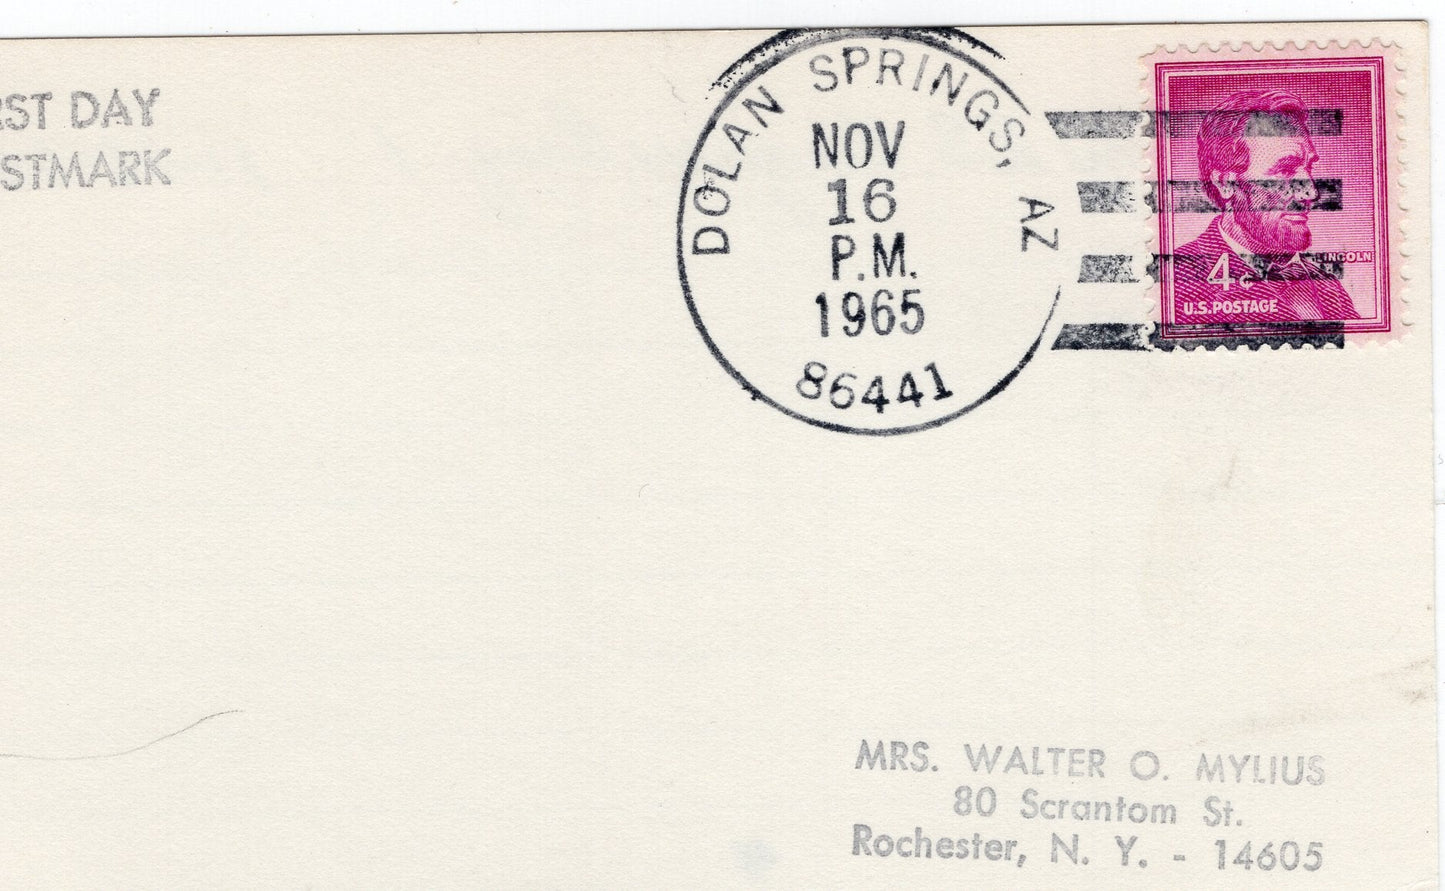 RST DAY
STMARK
DOLAN SPRINGS, AZ
NOV
16
P.M.
1965
86441
LINCOLN
4¢
U.S. POSTAGE
MRS. WALTER O. MYLIUS
80 Scrantom St.
Rochester, N. Y. - 14605